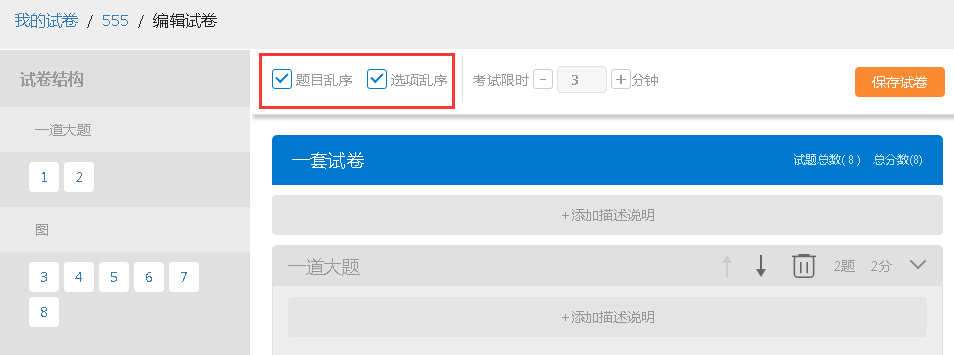 我的试卷 / 555 / 编辑试卷
试卷结构
一道大题
1 2
图
3 4 5 6 7
8
题目乱序 选项乱序 考试限时 - 3 + 分钟
保存试卷
一套试卷 试题总数( 8 ) 总分数(8)
+添加描述说明
一道大题 2题 2分
+添加描述说明